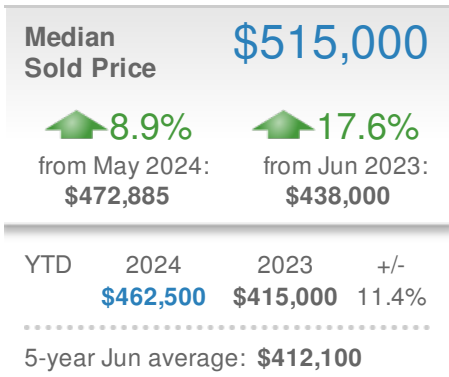 Median
Sold Price
$515,000
8.9%
17.6%
from May 2024:
from Jun 2023:
$472,885
$438,000
YTD 2024 2023 +/-
$462,500 $415,000 11.4%
5-year Jun average: $412,100